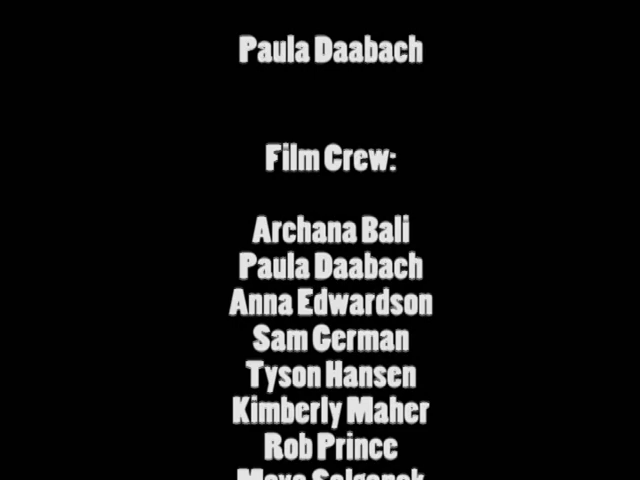 Paula Daabach
Film Crew:
Archana Bali
Paula Daabach
Anna Edwardson
Sam German
Tyson Hansen
Kimberly Maher
Rob Prince